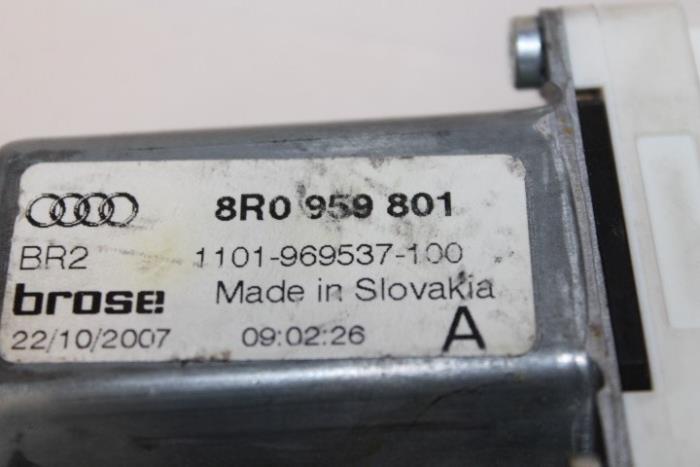 8R0 959 801
BR2 1101-969537-100
brose Made in Slovakia
22/10/2007 09:02:26 A